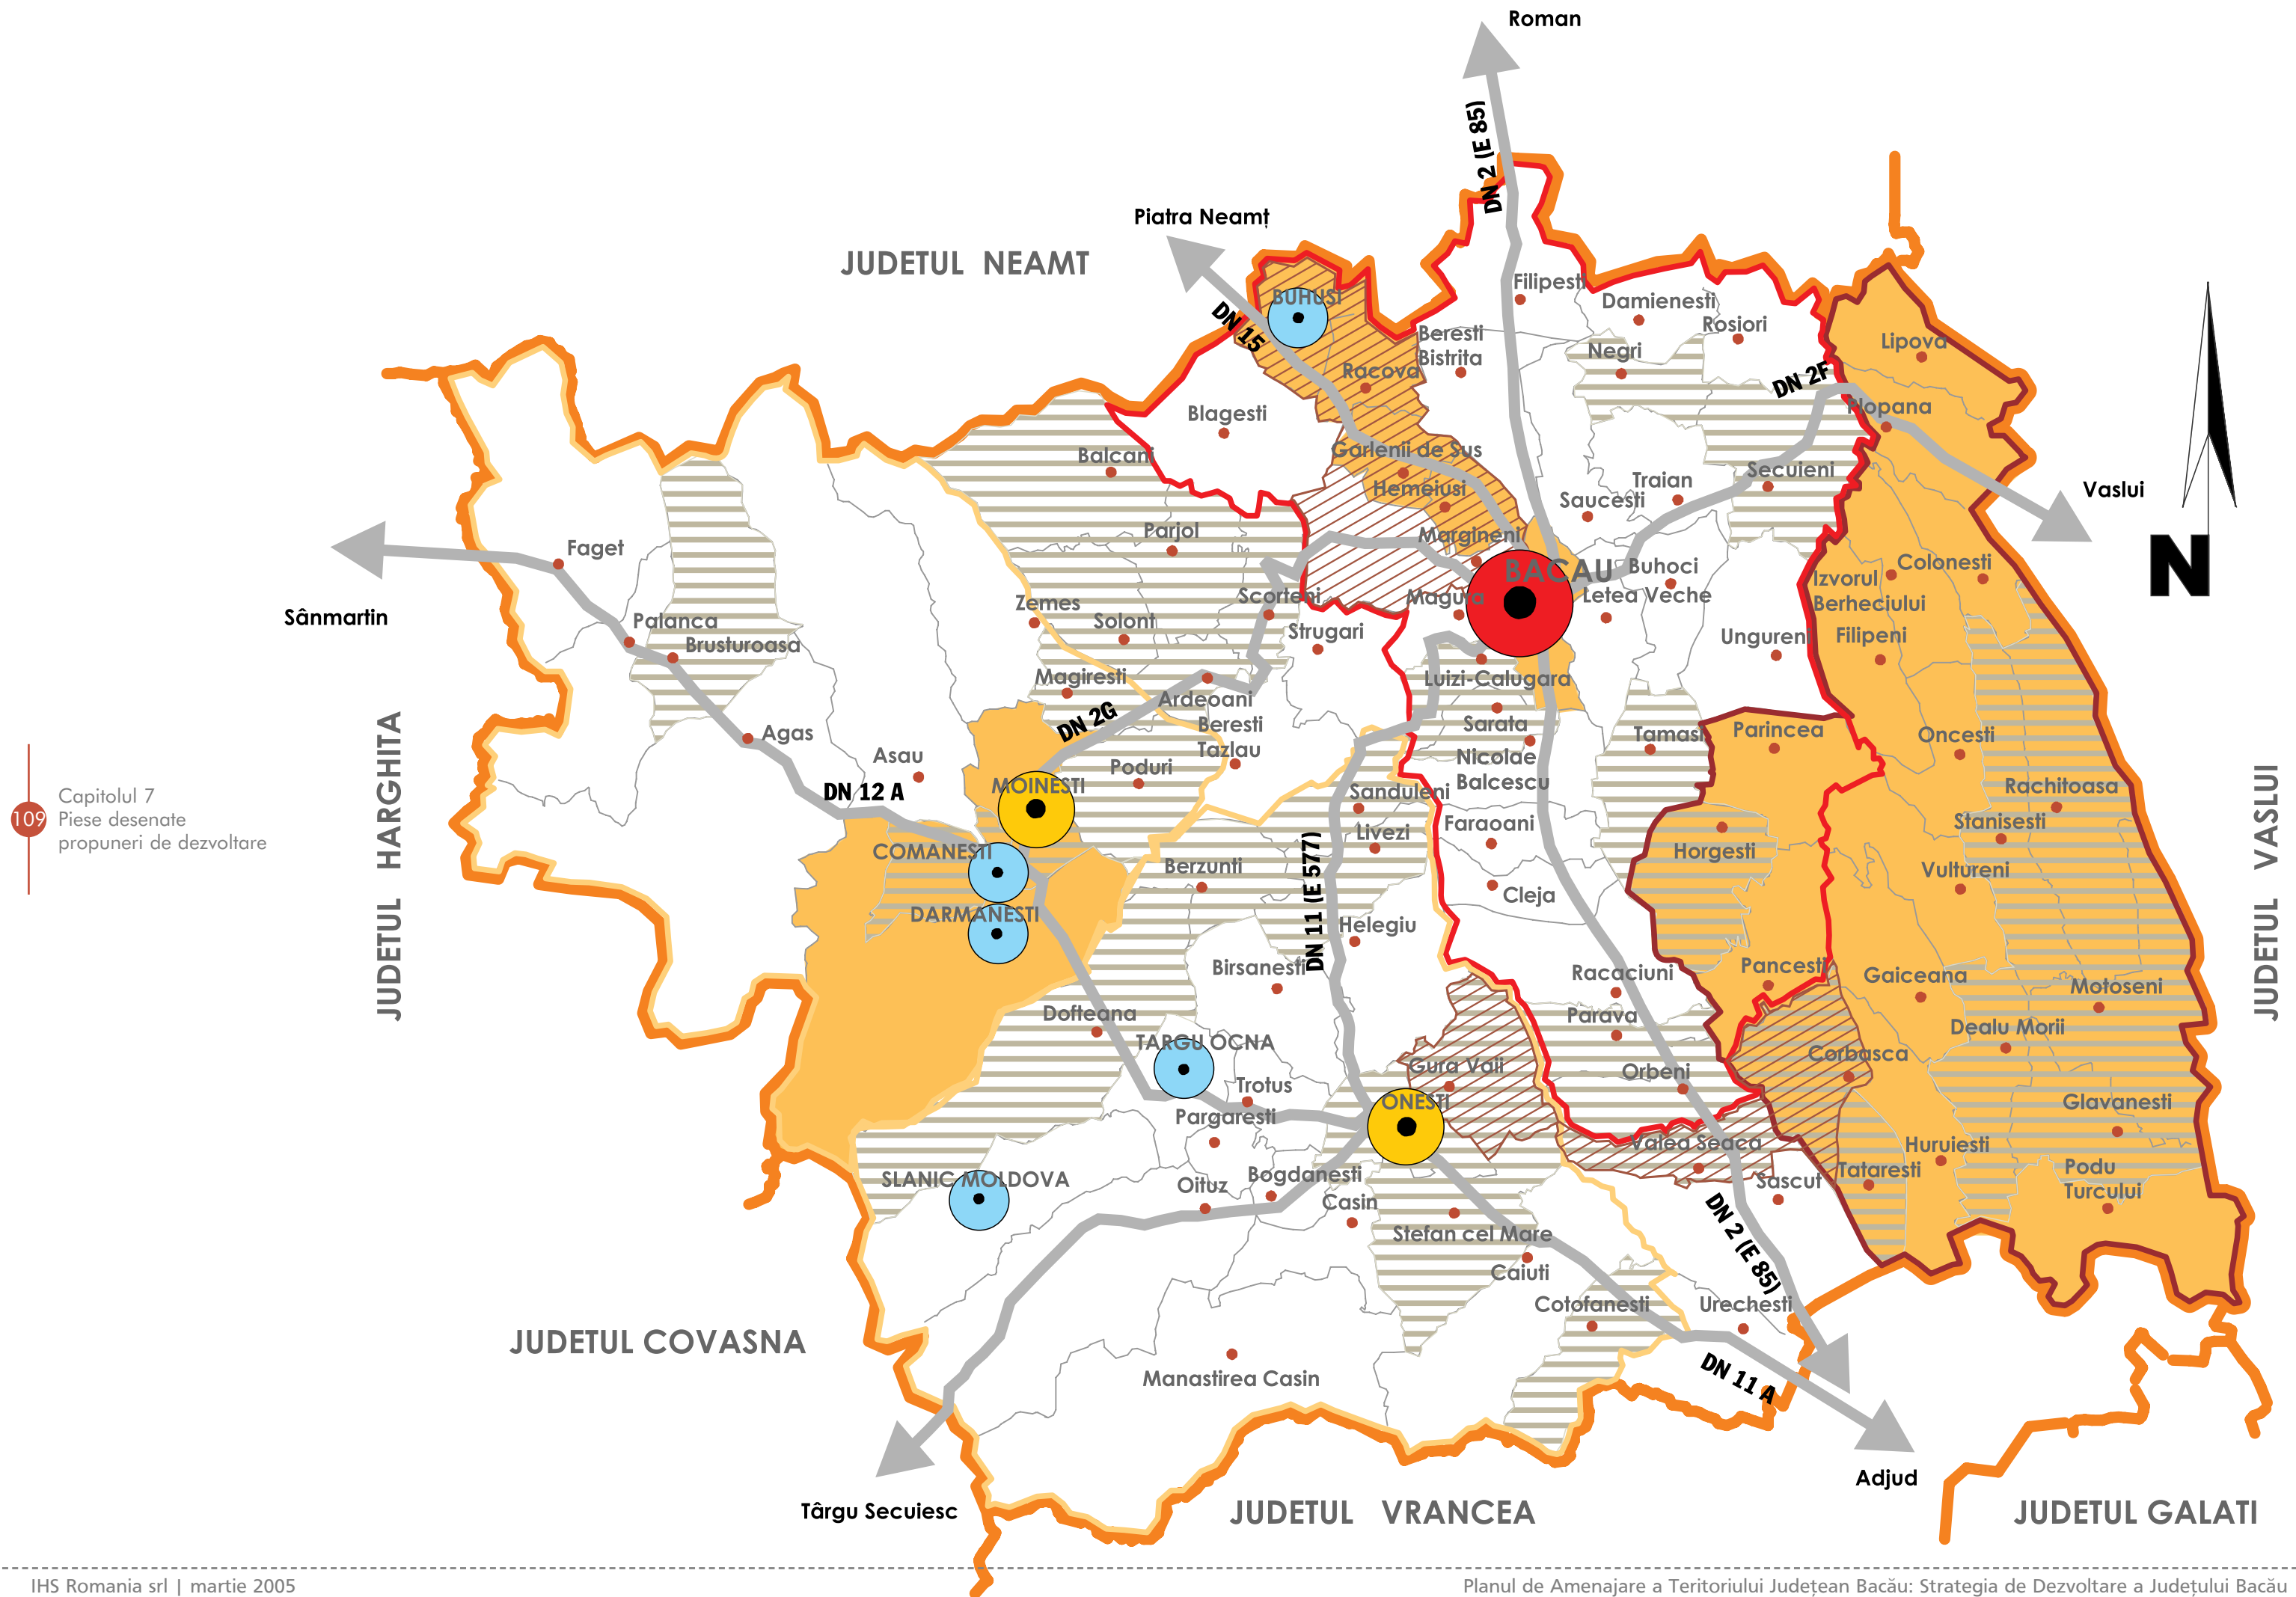 Roman
DN 2 (E 85)
Piatra Neamț
JUDETUL NEAMT
DN 15
BUHUSI
Filipesti
Damienesti
Rosiori
Beresti
Bistrita
Negri
Racova
Lipova
DN 2F
Plopana
Blagesti
Balcani
Garlenii de Sus
Hemeiusi
Traian
Secuieni
Saucesti
Vaslui
Parjol
Margineni
Faget
BACAU
Buhoci
Izvorul
Berheciului
Colonesti
N
Sânmartin
Zemes
Scorteni
Magura
Letea Veche
Palanca
Brusturoasa
Solont
Strugari
Ungureni
Filipeni
Magiresti
Luizi-Calugara
Ardeoani
DN 2G
Beresti
Tazlau
Sarata
Tamasi
Parincea
Oncesti
Agas
Asau
Poduri
Nicolae
Balcescu
JUDETUL HARGHITA
JUDETUL VASLUI
DN 12 A
MOINESTI
Sanduleni
Rachitoasa
Capitolul 7
109
Piese desenate
propuneri de dezvoltare
COMANESTI
Livezi
Faraoani
Stanisesti
Horgesti
Berzunti
DN 11 (E 577)
Cleja
Vultureni
DARMANESTI
Helegiu
Birsanesti
Racaciuni
Pancesti
Gaiceana
Motoseni
Dofteana
Parava
Dealu Morii
TARGU OCNA
Gura Vaii
Orbeni
Corbasca
Trotus
ONESTI
Glavanesti
Pargaresti
Valea Seaca
Huruiesti
SLANIC MOLDOVA
Oituz
Bogdanesti
Casin
Sascut
Tataresti
Podu
Turcului
Stefan cel Mare
DN 2 (E 85)
Caiuti
Cotofanesti
Urechesti
JUDETUL COVASNA
Manastirea Casin
DN 11 A
Adjud
Târgu Secuiesc
JUDETUL VRANCEA
JUDETUL GALATI
IHS Romania srl | martie 2005
Planul de Amenajare a Teritoriului Județean Bacău: Strategia de Dezvoltare a Județului Bacău